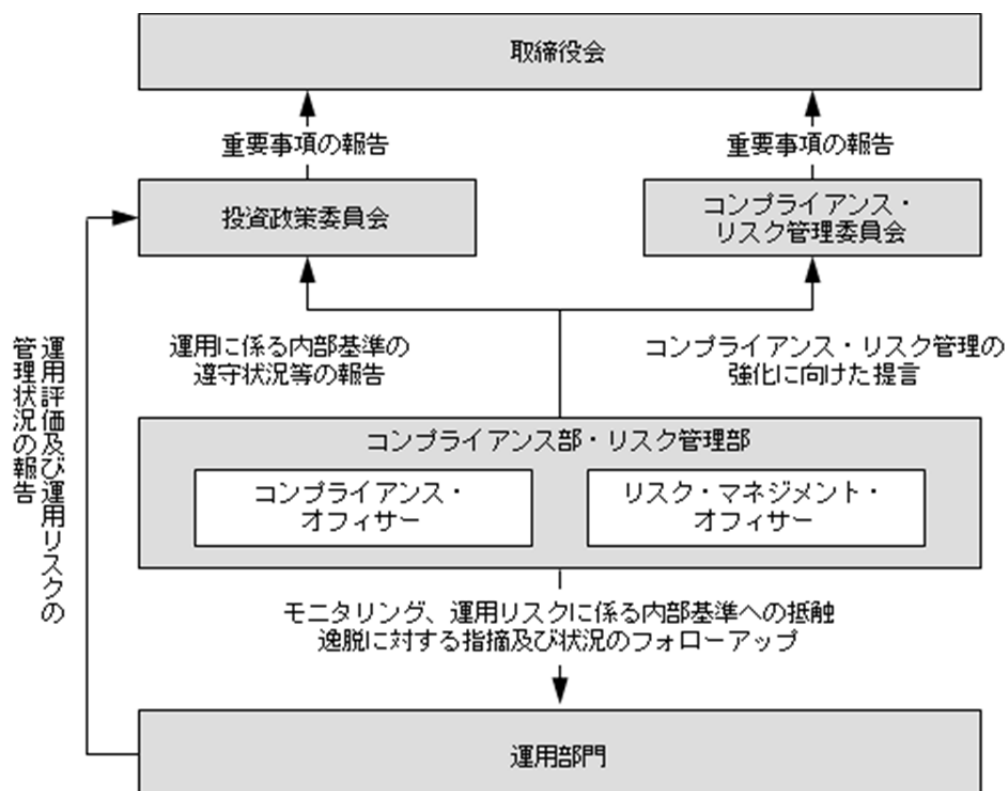 取締役会
重要事項の報告
重要事項の報告
投資政策委員会
コンプライアンス・
リスク管理委員会
運用に係る内部基準の
遵守状況等の報告
コンプライアンス・リスク管理の
強化に向けた提言
運用評価及び運用リスクの
管理状況の報告
コンプライアンス部・リスク管理部
コンプライアンス・
オフィサー
リスク・マネジメント・
オフィサー
モニタリング、運用リスクに係る内部基準への抵触
逸脱に対する指摘及び状況のフォローアップ
運用部門